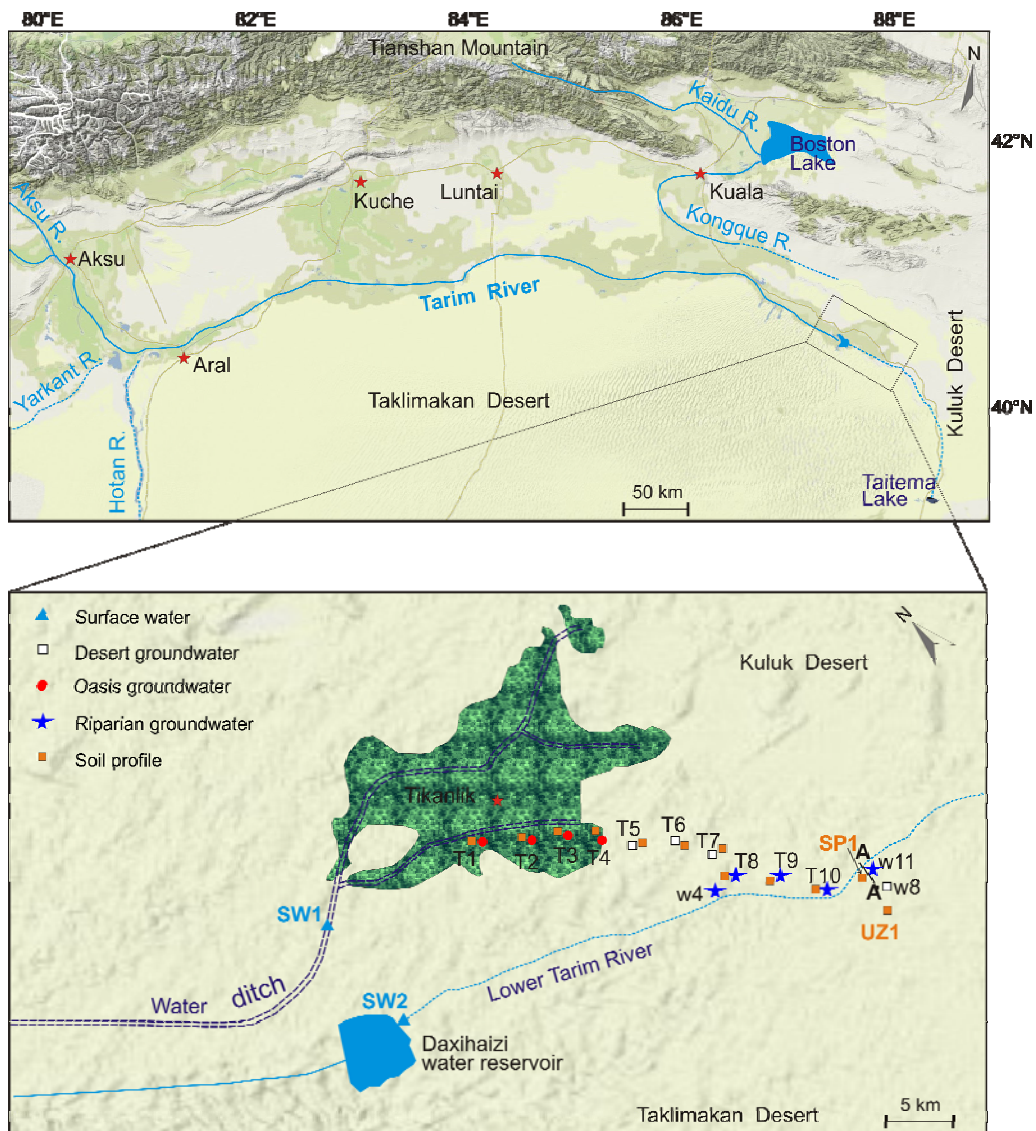 80°E 82°E 84°E 86°E 88°E
Tianshan Mountain
N
Kaidu R.
42°N
Boston
Lake
Aksu R.
Kuche
Luntai
Kuala
Kongque R.
Aksu
Tarim River
Aral
Yarkant R.
Hotan R.
Taklimakan Desert
Kuluk Desert
40°N
Taitema
Lake
50 km
Surface water
Desert groundwater
Oasis groundwater
Riparian groundwater
Soil profile
N
Kuluk Desert
Tikanlik
T1 T2 T3 T4 T5 T6 T7
T8 T9 T10
w4
SP1
A
A
w11
w8
UZ1
SW1
Water ditch
SW2
Lower Tarim River
Daxihaizi
water reservoir
Taklimakan Desert
5 km